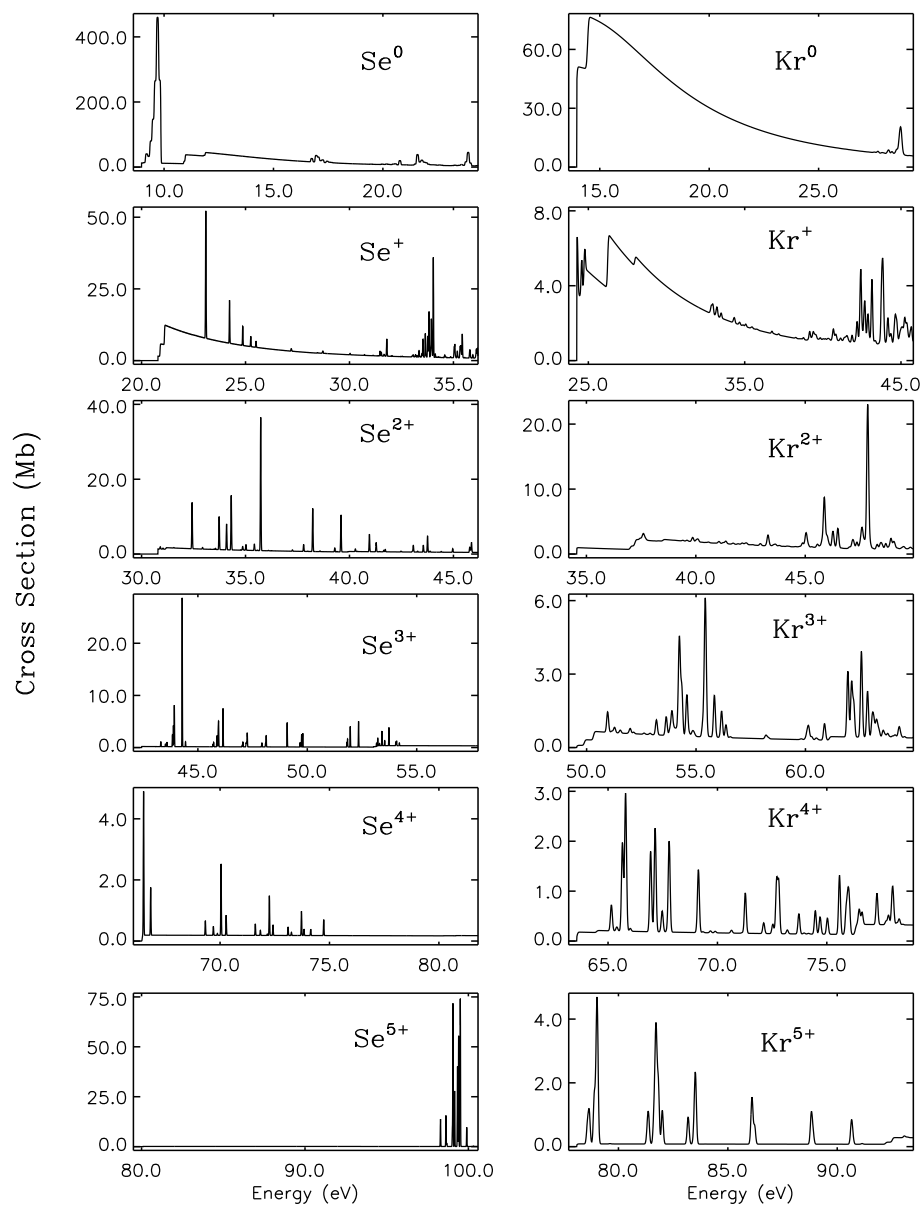 Cross Section (Mb)
Se⁰
400.0
200.0
0.0
10.0 15.0 20.0
Kr⁰
60.0
30.0
0.0
15.0 20.0 25.0
Se⁺
50.0
25.0
0.0
20.0 25.0 30.0 35.0
Kr⁺
8.0
4.0
0.0
25.0 35.0 45.0
Se²⁺
40.0
20.0
0.0
30.0 35.0 40.0 45.0
Kr²⁺
20.0
10.0
0.0
35.0 40.0 45.0
Se³⁺
20.0
10.0
0.0
45.0 50.0 55.0
Kr³⁺
6.0
3.0
0.0
50.0 55.0 60.0
Se⁴⁺
4.0
2.0
0.0
70.0 75.0 80.0
Kr⁴⁺
3.0
2.0
1.0
0.0
65.0 70.0 75.0
Se⁵⁺
75.0
50.0
25.0
0.0
80.0 90.0 100.0
Energy (eV)
Kr⁵⁺
4.0
2.0
0.0
80.0 85.0 90.0
Energy (eV)